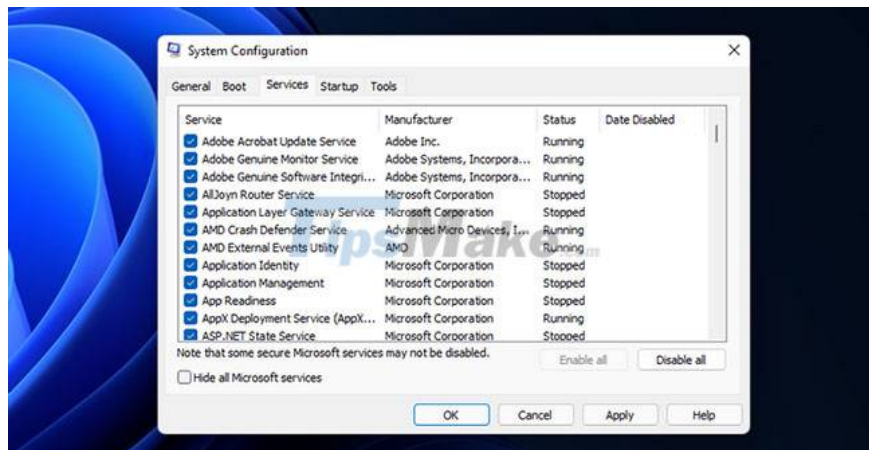 System Configuration
General Boot Services Startup Tools
Service Manufacturer Status Date Disabled
Adobe Acrobat Update Service Adobe Inc. Running
Adobe Genuine Monitor Service Adobe Systems, Incorpora... Running
Adobe Genuine Software Integri... Adobe Systems, Incorpora... Running
AllJoyn Router Service Microsoft Corporation Stopped
Application Layer Gateway Service Microsoft Corporation Stopped
AMD Crash Defender Service Advanced Micro Devices, I... Running
AMD External Events Utility AMD Running
Application Identity Microsoft Corporation Stopped
Application Management Microsoft Corporation Stopped
App Readiness Microsoft Corporation Stopped
AppX Deployment Service (AppX... Microsoft Corporation Running
ASP.NET State Service Microsoft Corporation Stopped
TipsMake.com
Note that some secure Microsoft services may not be disabled.
Enable all Disable all
Hide all Microsoft services
OK Cancel Apply Help